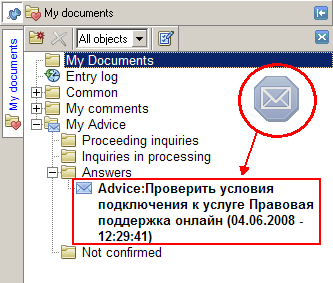 My documents
All objects
My documents
My Documents
Entry log
Common
My comments
My Advice
Proceeding inquiries
Inquiries in processing
Answers
Advice:Проверить условия
подключения к услуге Правовая
поддержка онлайн (04.06.2008 -
12:29:41)
Not confirmed